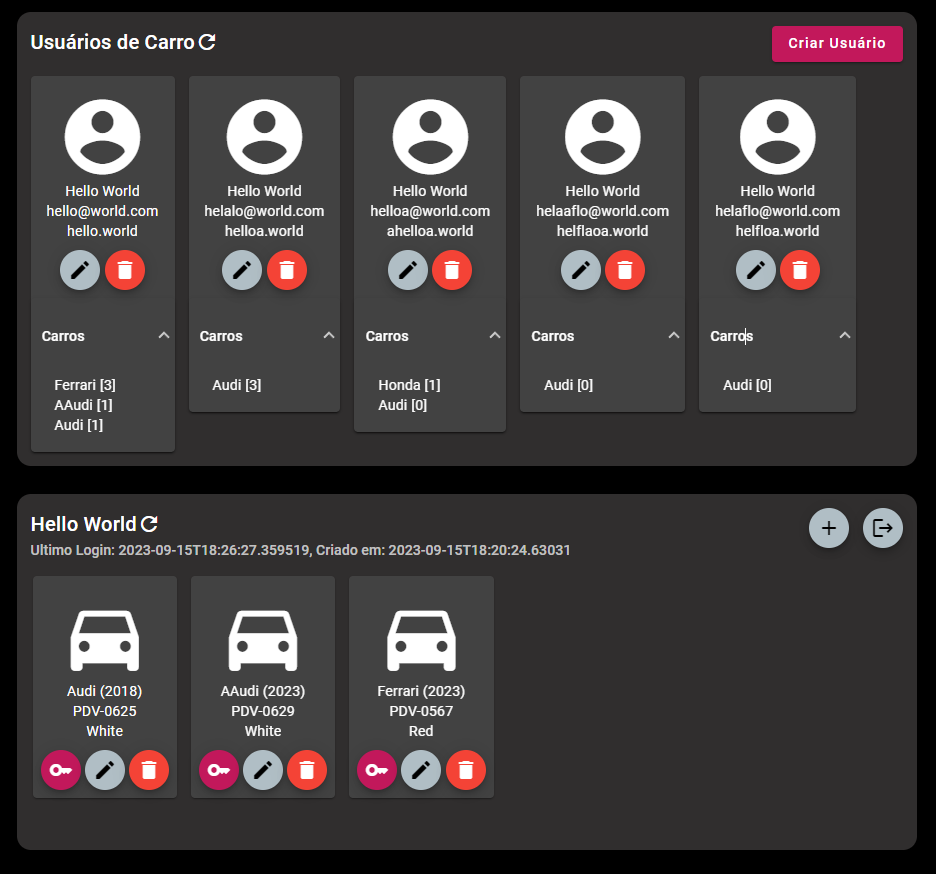 Usuários de Carro
Criar Usuário
Hello World
hello@world.com
hello.world
Carros
Ferrari [3]
AAudi [1]
Audi [1]
Hello World
helalo@world.com
helloa.world
Carros
Audi [3]
Hello World
helloa@world.com
ahelloa.world
Carros
Honda [1]
Audi [0]
Hello World
helaaflo@world.com
helflaoa.world
Carros
Audi [0]
Hello World
helaflo@world.com
helfloa.world
Carros
Audi [0]
Hello World
Ultimo Login: 2023-09-15T18:26:27.359519, Criado em: 2023-09-15T18:20:24.63031
Audi (2018)
PDV-0625
White
AAudi (2023)
PDV-0629
White
Ferrari (2023)
PDV-0567
Red